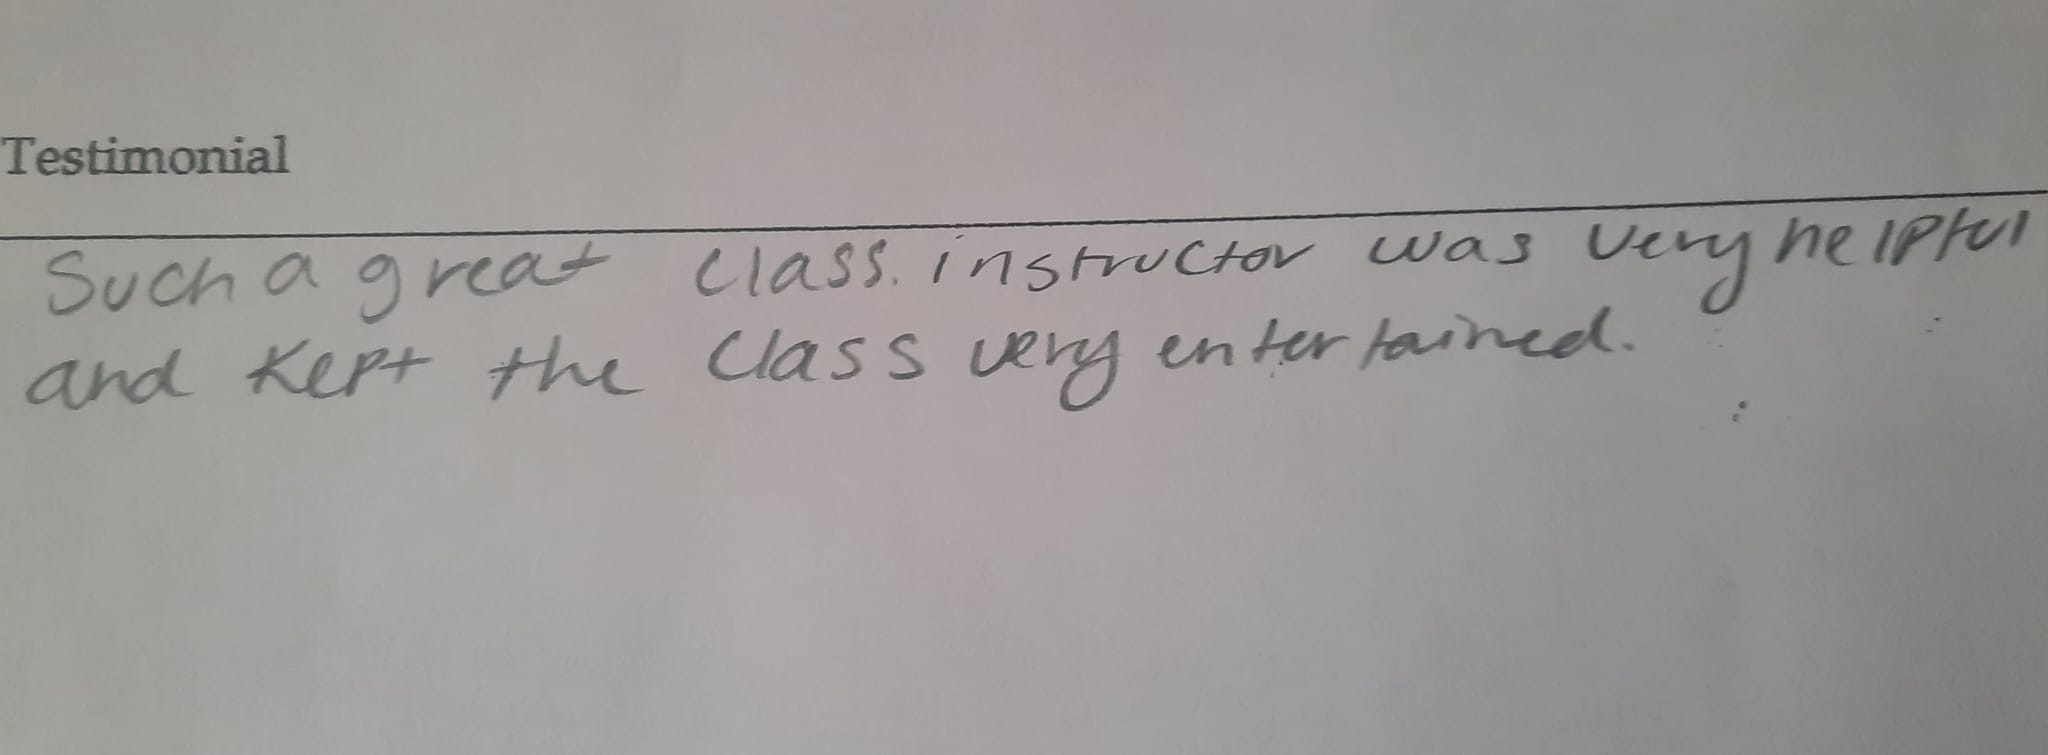 Testimonial
Such a great class. instructor was very helpful
and kept the class very entertained.